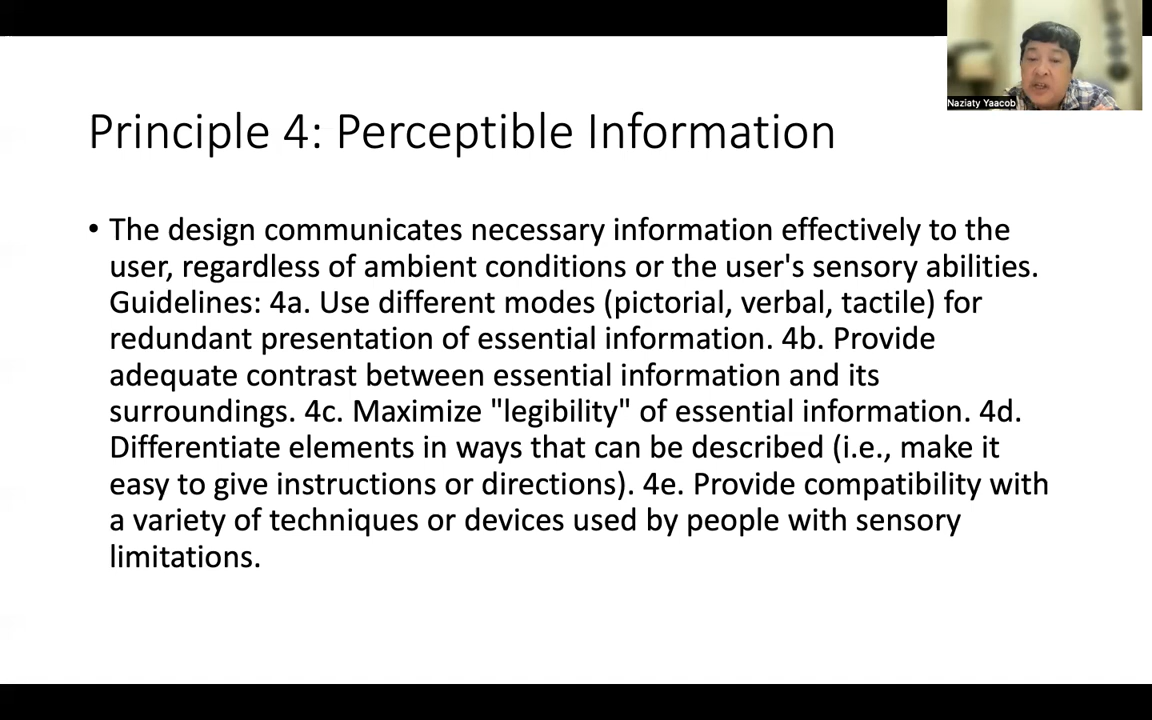 Naziaty Yaacob
Principle 4: Perceptible Information
• The design communicates necessary information effectively to the
user, regardless of ambient conditions or the user's sensory abilities.
Guidelines: 4a. Use different modes (pictorial, verbal, tactile) for
redundant presentation of essential information. 4b. Provide
adequate contrast between essential information and its
surroundings. 4c. Maximize "legibility" of essential information. 4d.
Differentiate elements in ways that can be described (i.e., make it
easy to give instructions or directions). 4e. Provide compatibility with
a variety of techniques or devices used by people with sensory
limitations.